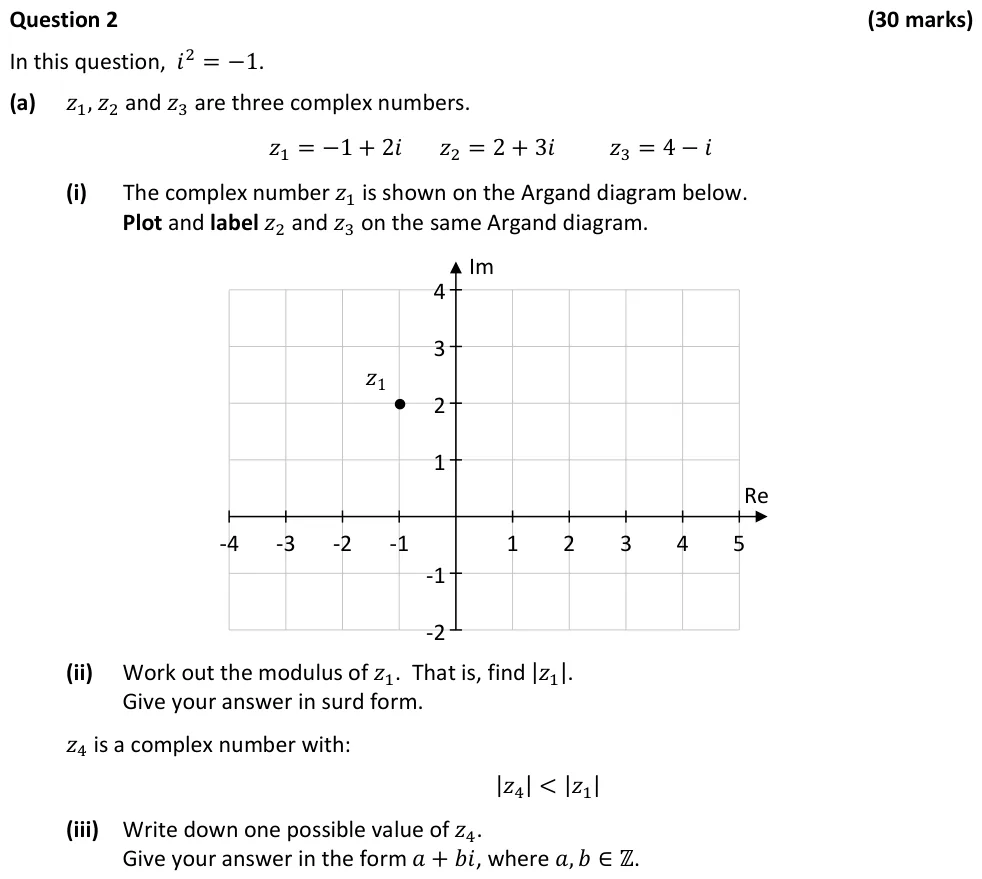 Question 2 (30 marks)
In this question, i² = −1.
(a) z₁, z₂ and z₃ are three complex numbers.
z₁ = −1 + 2i z₂ = 2 + 3i z₃ = 4 − i
(i) The complex number z₁ is shown on the Argand diagram below.
Plot and label z₂ and z₃ on the same Argand diagram.
Im
4
3
z₁
2
1
Re
-4 -3 -2 -1 1 2 3 4 5
-1
-2
(ii) Work out the modulus of z₁. That is, find |z₁|.
Give your answer in surd form.
z₄ is a complex number with:
|z₄| < |z₁|
(iii) Write down one possible value of z₄.
Give your answer in the form a + bi, where a, b ∈ ℤ.